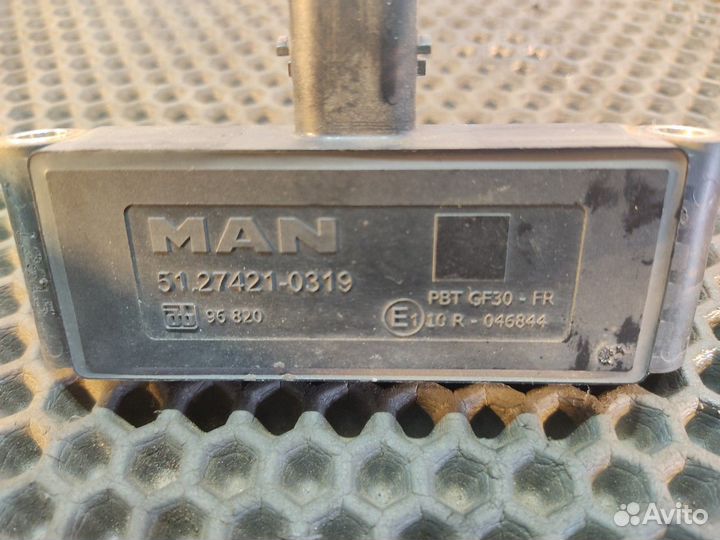 MAN
51.27421-0319
96 820
PBT GF30 - FR
E1 10 R - 046844
Avito